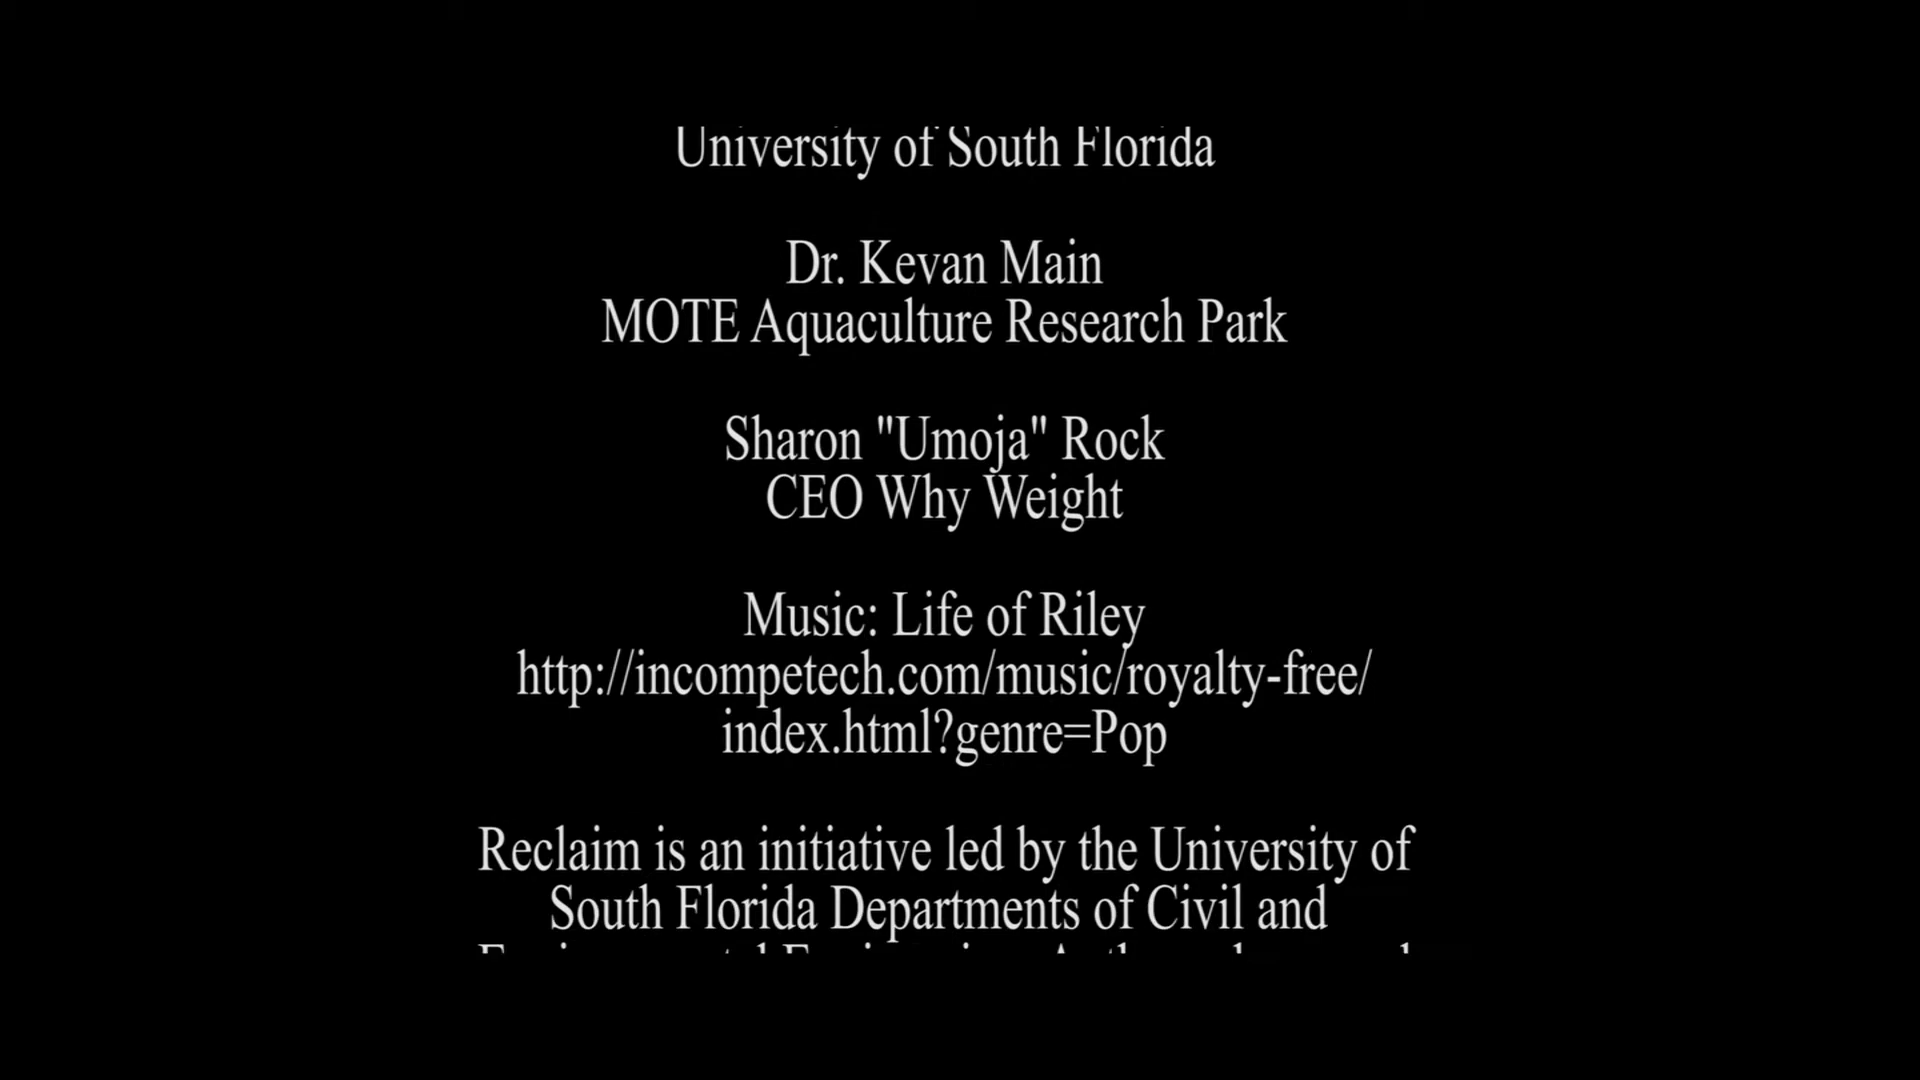 University of South Florida
Dr. Kevan Main
MOTE Aquaculture Research Park
Sharon "Umoja" Rock
CEO Why Weight
Music: Life of Riley
http://incompetech.com/music/royalty-free/
index.html?genre=Pop
Reclaim is an initiative led by the University of
South Florida Departments of Civil and